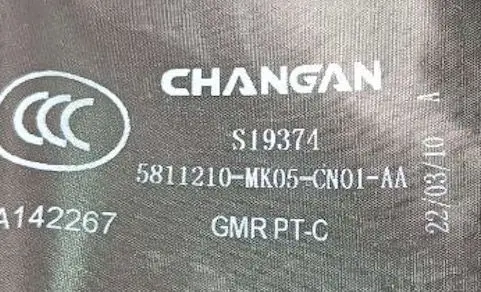 CCC
CHANGAN
S19374
5811210-MK05-CN01-AA
A142267
GMR PT-C
22/03/10 A